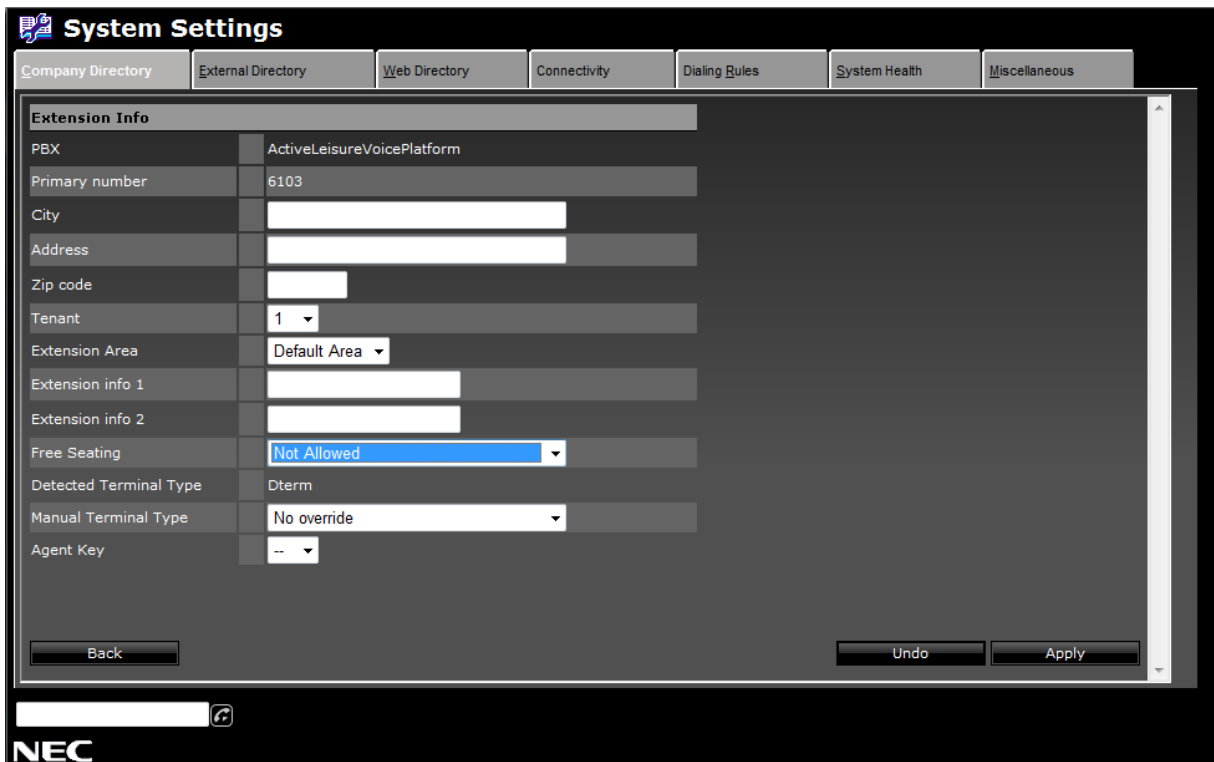 System Settings
Company Directory External Directory Web Directory Connectivity Dialing Rules System Health Miscellaneous
Extension Info
PBX ActiveLeisureVoicePlatform
Primary number 6103
City
Address
Zip code
Tenant 1
Extension Area Default Area
Extension info 1
Extension info 2
Free Seating Not Allowed
Detected Terminal Type Dterm
Manual Terminal Type No override
Agent Key --
Back Undo Apply
NEC